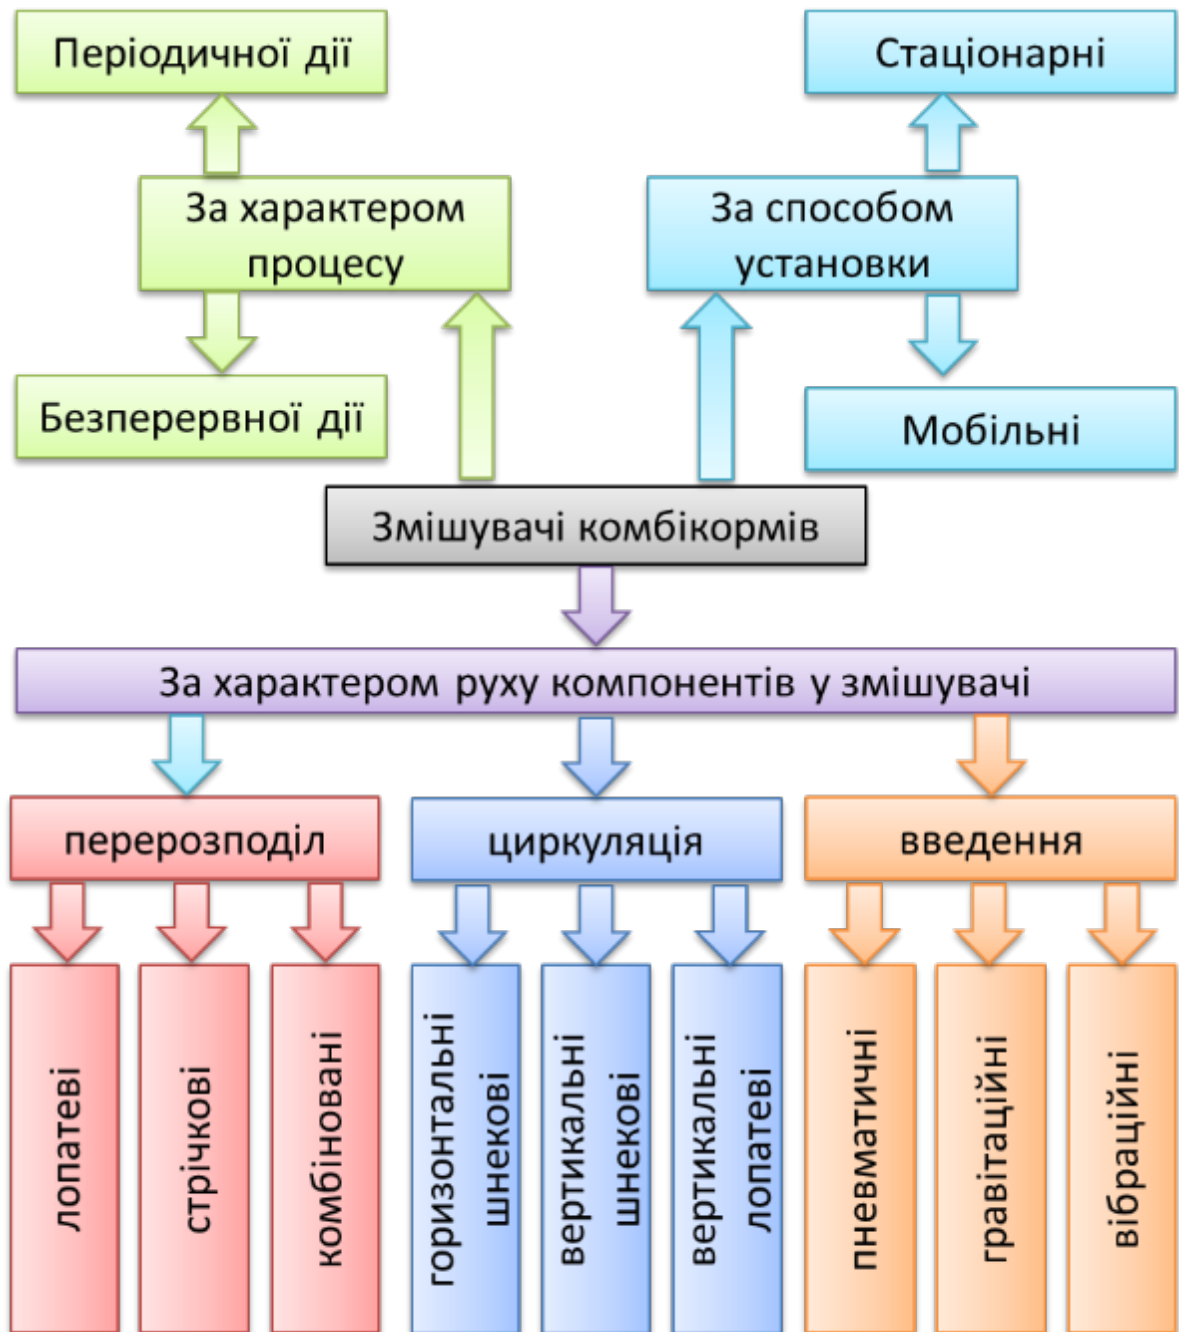 Періодичної дії
Стаціонарні
За характером
процесу
За способом
установки
Безперервної дії
Мобільні
Змішувачі комбікормів
За характером руху компонентів у змішувачі
перерозподіл
циркуляція
введення
лопатеві
стрічкові
комбіновані
горизонтальні
шнекові
вертикальні
шнекові
вертикальні
лопатеві
пневматичні
гравітаційні
вібраційні